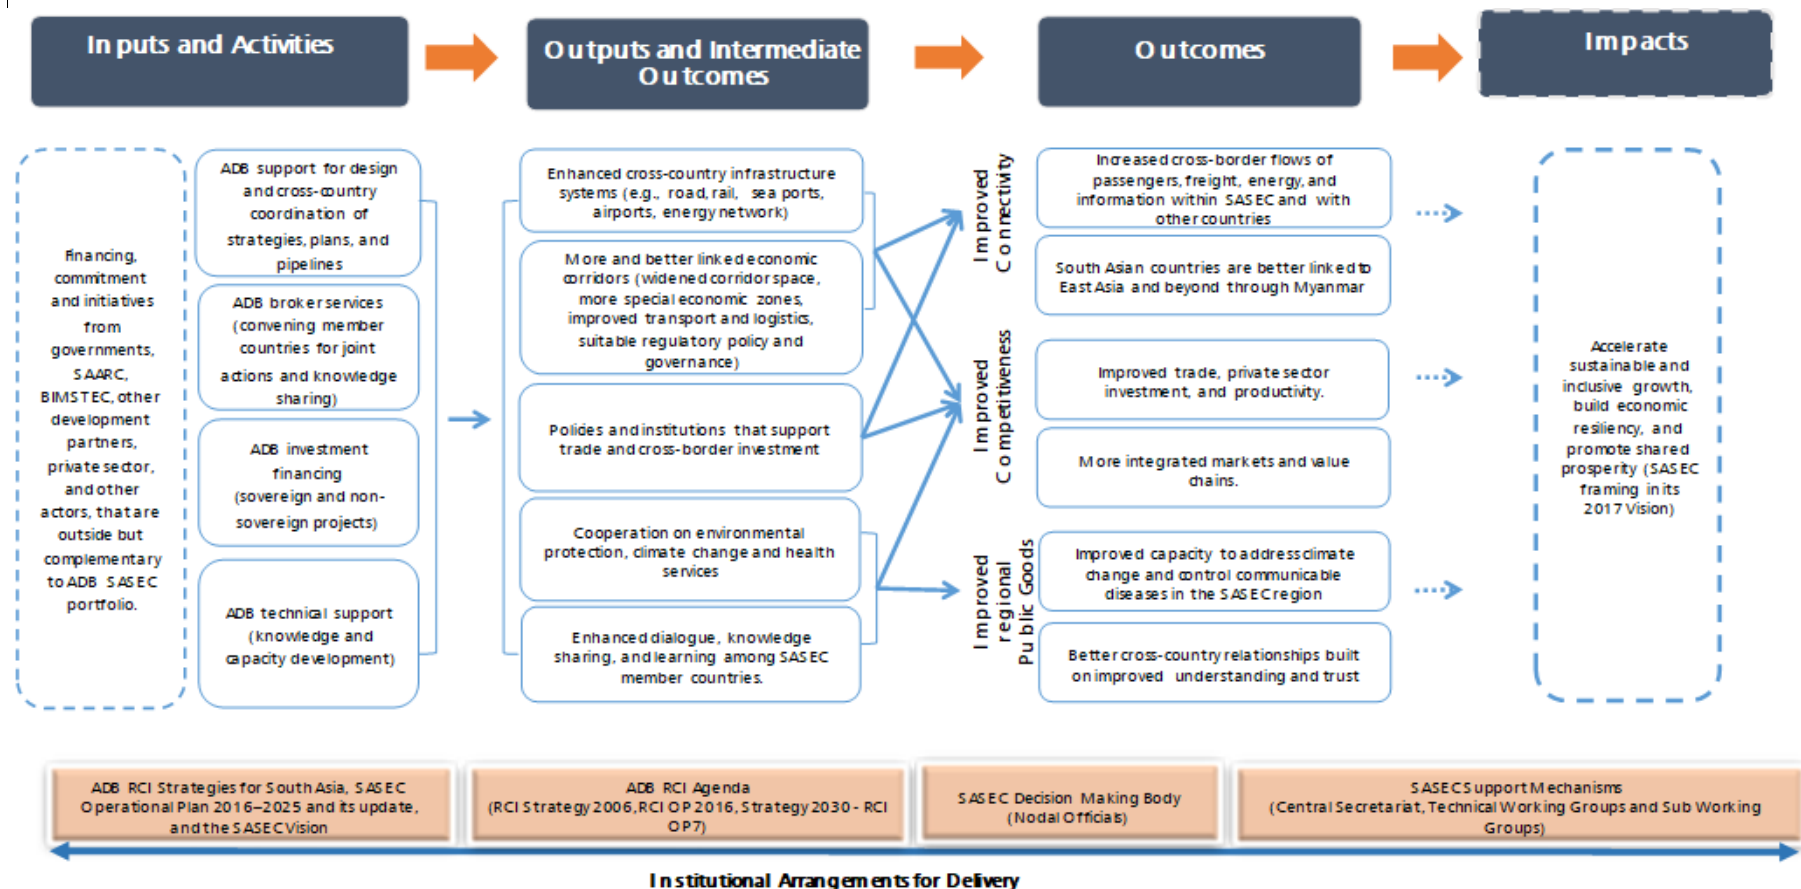 Inputs and Activities
Outputs and Intermediate
Outcomes
Outcomes
Impacts
Financing,
commitment
and initiatives
from
governments,
SAARC,
BIMSTEC, other
development
partners,
private sector,
and other
actors, that are
outside but
complementary
to ADB SASEC
portfolio.
ADB support for design
and cross-country
coordination of
strategies, plans, and
pipelines
ADB broker services
(convening member
countries for joint
actions and knowledge
sharing)
ADB investment
financing
(sovereign and non-
sovereign projects)
ADB technical support
(knowledge and
capacity development)
Enhanced cross-country infrastructure
systems (e.g., road, rail, sea ports,
airports, energy network)
More and better linked economic
corridors (widened corridor space,
more special economic zones,
improved transport and logistics,
suitable regulatory policy and
governance)
Policies and institutions that support
trade and cross-border investment
Cooperation on environmental
protection, climate change and health
services
Enhanced dialogue, knowledge
sharing, and learning among SASEC
member countries.
Improved
Connectivity
Increased cross-border flows of
passengers, freight, energy, and
information within SASEC and with
other countries
South Asian countries are better linked to
East Asia and beyond through Myanmar
Improved
Competitiveness
Improved trade, private sector
investment, and productivity.
More integrated markets and value
chains.
Improved
regional
Public Goods
Improved capacity to address climate
change and control communicable
diseases in the SASEC region
Better cross-country relationships built
on improved understanding and trust
Accelerate
sustainable and
inclusive growth,
build economic
resiliency, and
promote shared
prosperity (SASEC
framing in its
2017 Vision)
ADB RCI Strategies for South Asia, SASEC
Operational Plan 2016–2025 and its update,
and the SASEC Vision
ADB RCI Agenda
(RCI Strategy 2006, RCI OP 2016, Strategy 2030 - RCI
OP7)
SASEC Decision Making Body
(Nodal Officials)
SASEC Support Mechanisms
(Central Secretariat, Technical Working Groups and Sub Working
Groups)
Institutional Arrangements for Delivery